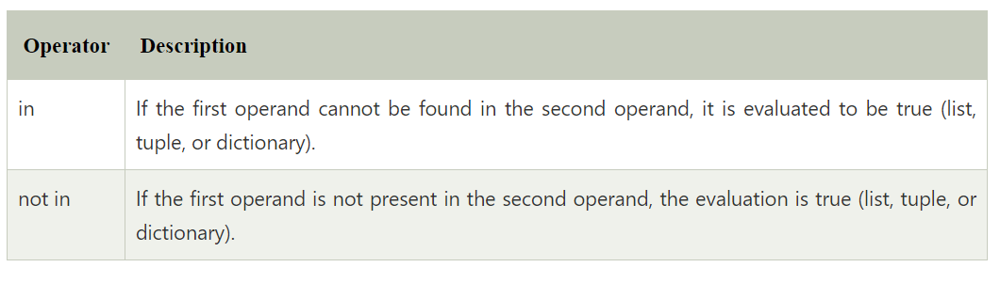 Operator Description
in
If the first operand cannot be found in the second operand, it is evaluated to be true (list,
tuple, or dictionary).
not in
If the first operand is not present in the second operand, the evaluation is true (list, tuple, or
dictionary).